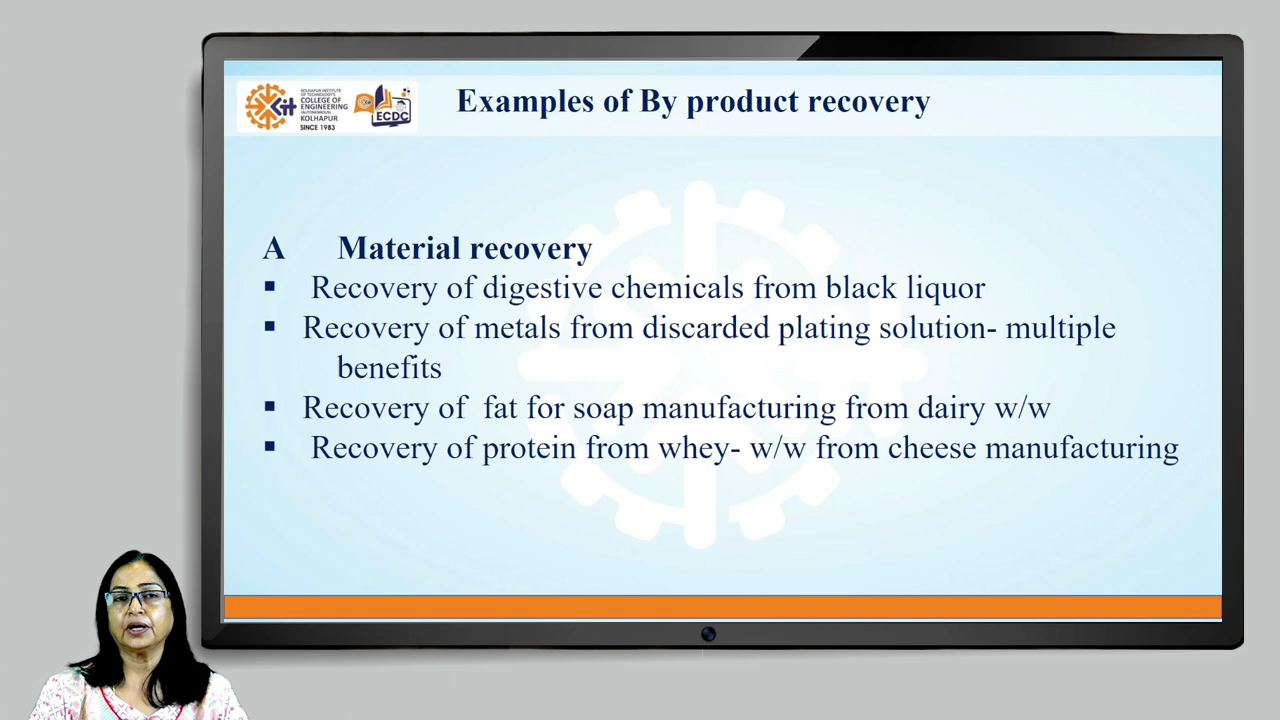 KOLHAPUR INSTITUTE
OF TECHNOLOGY'S
COLLEGE OF
ENGINEERING
(AUTONOMOUS),
KOLHAPUR
SINCE 1983
ECDC
Examples of By product recovery
A Material recovery
▪ Recovery of digestive chemicals from black liquor
▪ Recovery of metals from discarded plating solution- multiple
benefits
▪ Recovery of fat for soap manufacturing from dairy w/w
▪ Recovery of protein from whey- w/w from cheese manufacturing